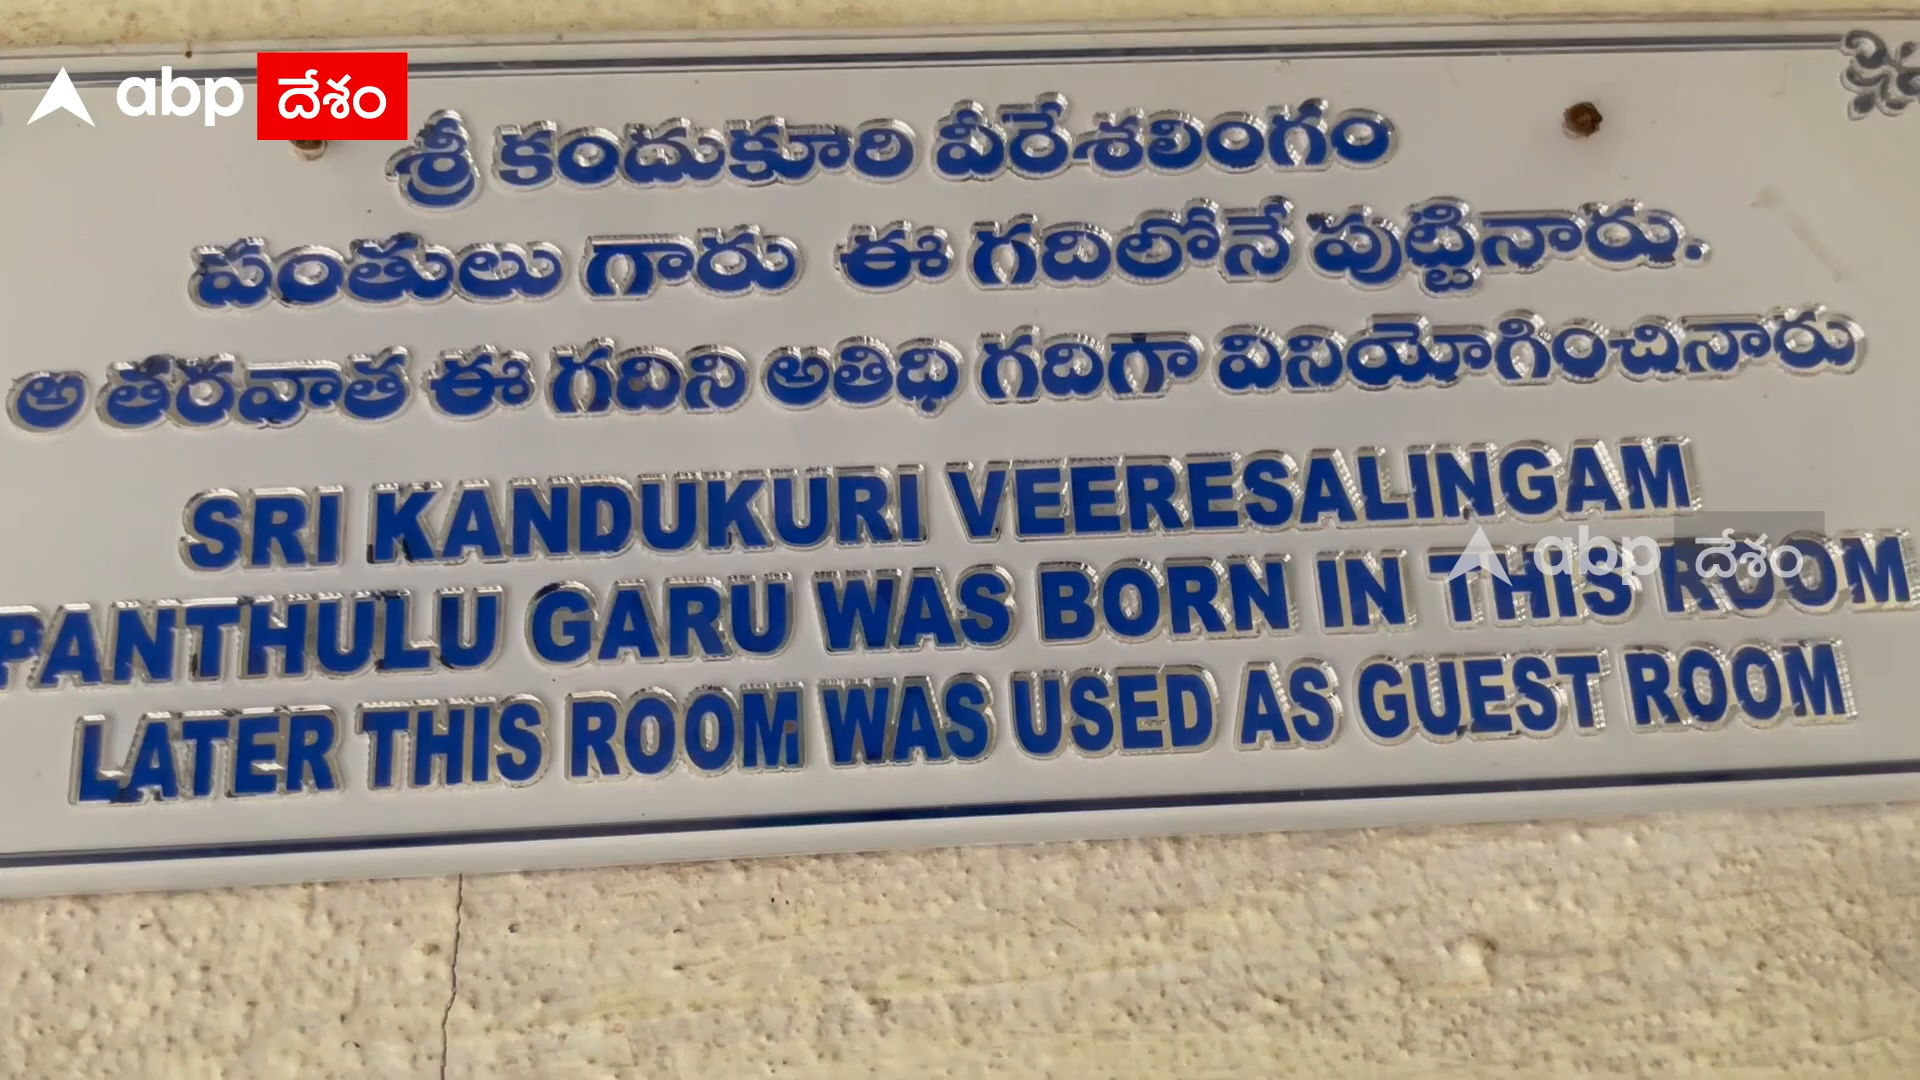 abp దేశం
శ్రీ కందుకూరి వీరేశలింగం
పంతులు గారు ఈ గదిలోనే పుట్టినారు.
ఆ తరవాత ఈ గదిని అతిథి గదిగా వినియోగించినారు
SRI KANDUKURI VEERESALINGAM
PANTHULU GARU WAS BORN IN THIS ROOM
abp దేశం
LATER THIS ROOM WAS USED AS GUEST ROOM